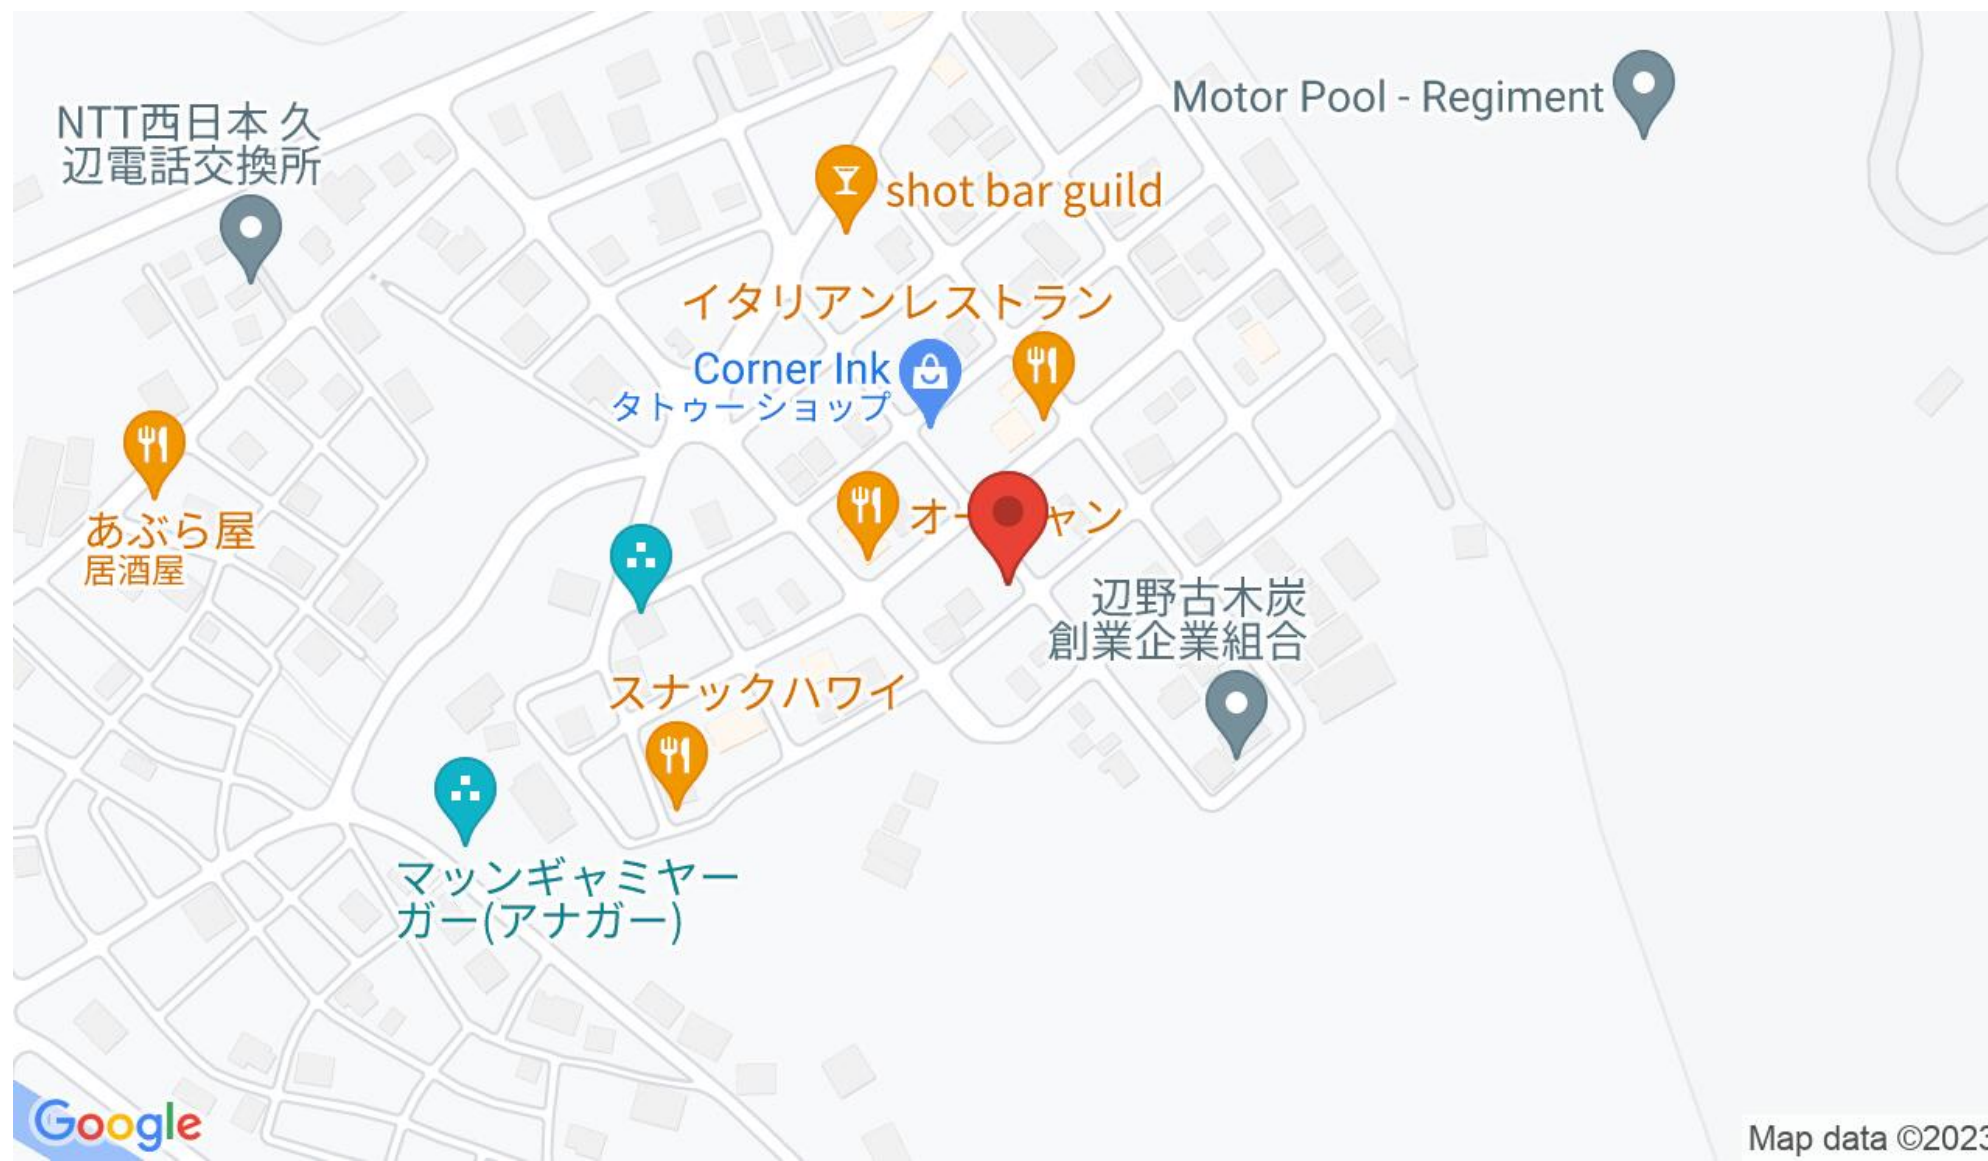 Motor Pool - Regiment
NTT西日本 久
辺電話交換所
shot bar guild
イタリアンレストラン
Corner Ink
タトゥー ショップ
あぶら屋
居酒屋
オー
ャン
辺野古木炭
創業企業組合
スナックハワイ
マッンギャミヤー
ガー(アナガー)
Google
Map data ©2023